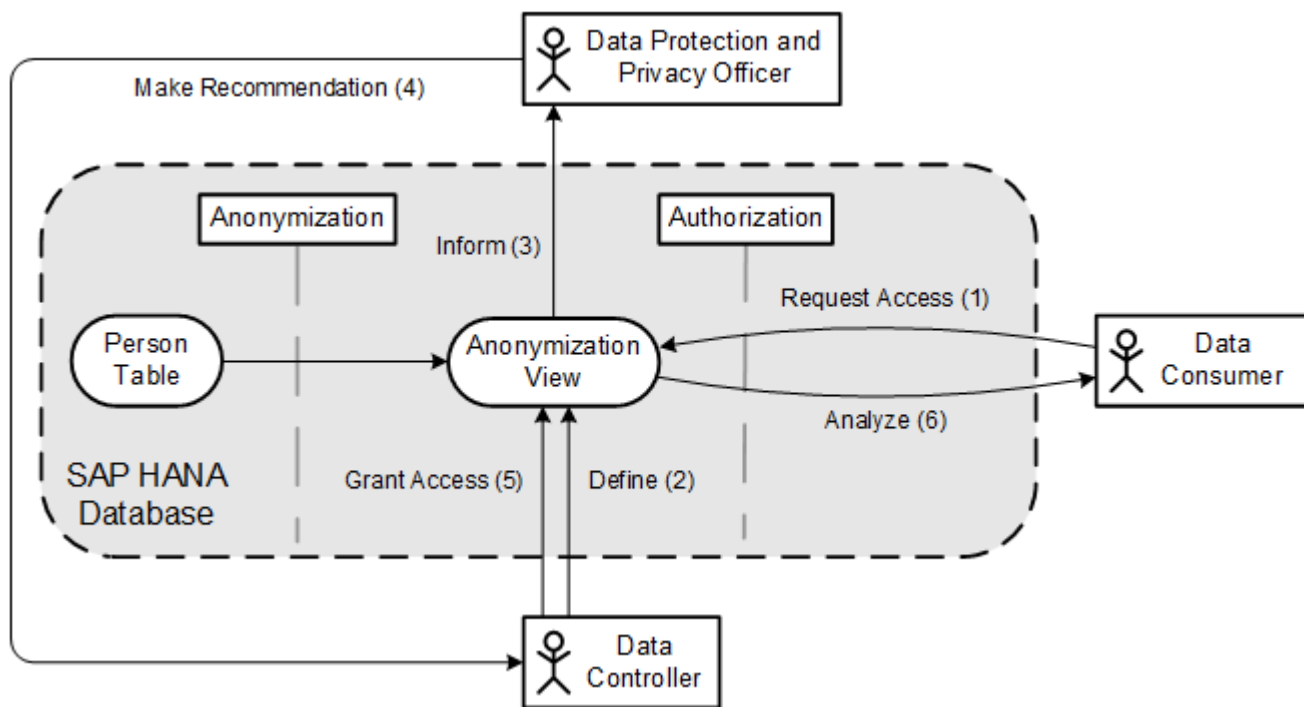 Data Protection and
Privacy Officer
Make Recommendation (4)
Anonymization
Authorization
Inform (3)
Request Access (1)
Person
Table
Anonymization
View
Data
Consumer
Analyze (6)
SAP HANA
Database
Grant Access (5)
Define (2)
Data
Controller